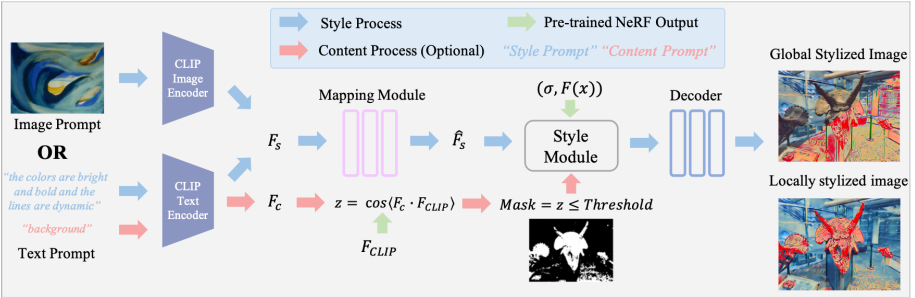 Style Process
Pre-trained NeRF Output
Content Process (Optional)
“Style Prompt” “Content Prompt”
CLIP
Image
Encoder
Image Prompt
OR
“the colors are bright
and bold and the
lines are dynamic”
“background”
Text Prompt
CLIP
Text
Encoder
F_s
Mapping Module
F̂_s
(σ, F(x))
Style
Module
Decoder
Global Stylized Image
Locally stylized image
F_c
z = cos⟨F_c · F_CLIP⟩
F_CLIP
Mask = z ≤ Threshold